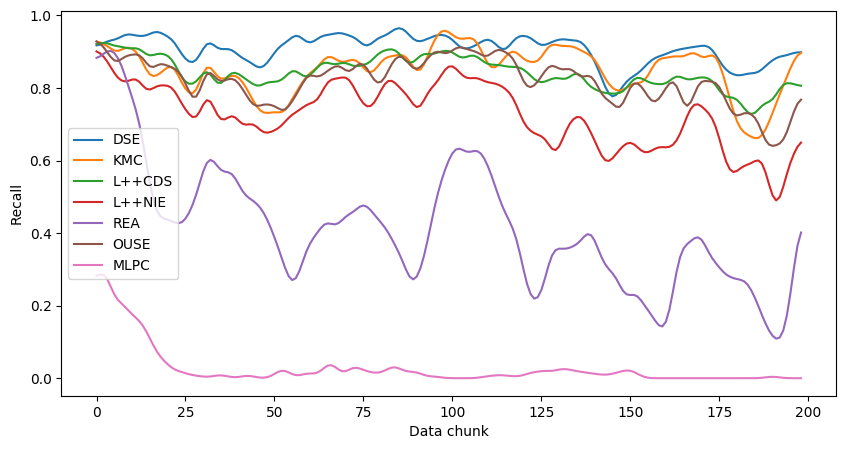 1.0
0.8
0.6
0.4
0.2
0.0
Recall
DSE
KMC
L++CDS
L++NIE
REA
OUSE
MLPC
0 25 50 75 100 125 150 175 200
Data chunk